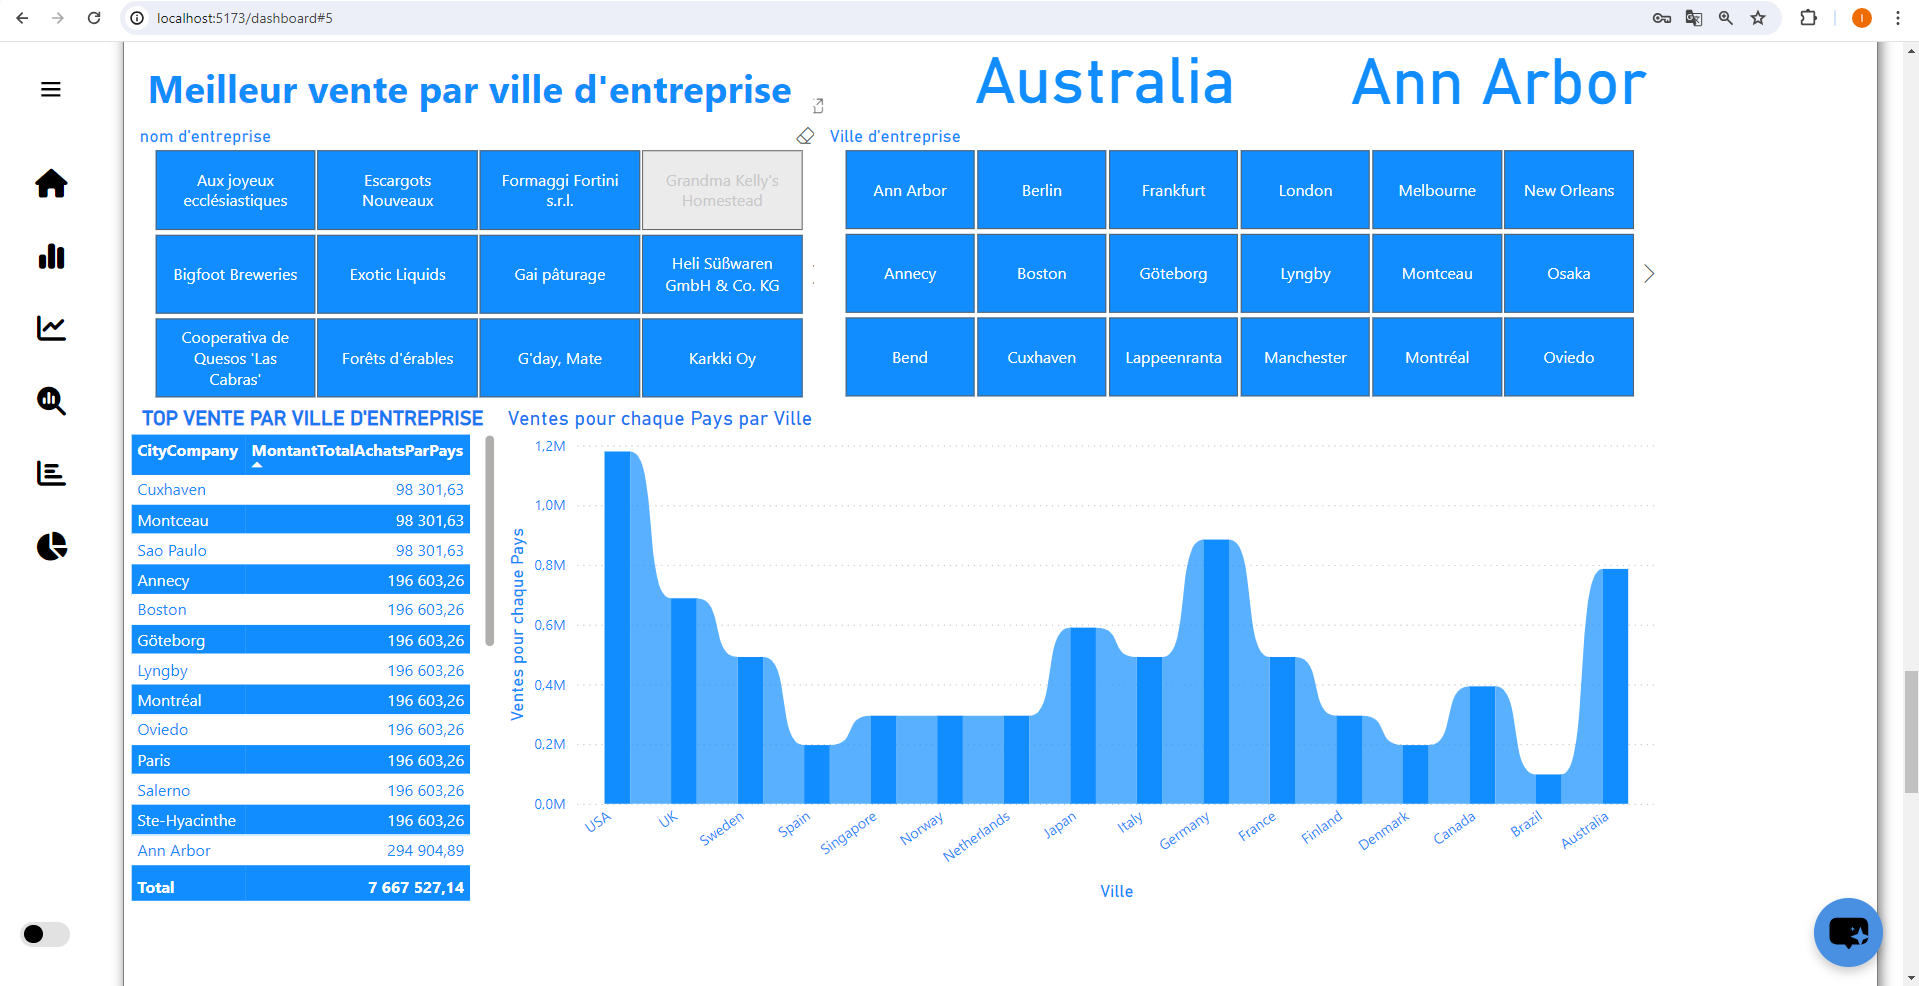 localhost:5173/dashboard#5
Meilleur vente par ville d'entreprise
Australia
Ann Arbor
nom d'entreprise
Aux joyeux
ecclésiastiques
Escargots
Nouveaux
Formaggi Fortini
s.r.l.
Grandma Kelly's
Homestead
Bigfoot Breweries
Exotic Liquids
Gai pâturage
Heli Süßwaren
GmbH & Co. KG
Cooperativa de
Quesos 'Las
Cabras'
Forêts d'érables
G'day, Mate
Karkki Oy
Ville d'entreprise
Ann Arbor
Berlin
Frankfurt
London
Melbourne
New Orleans
Annecy
Boston
Göteborg
Lyngby
Montceau
Osaka
Bend
Cuxhaven
Lappeenranta
Manchester
Montréal
Oviedo
TOP VENTE PAR VILLE D'ENTREPRISE
CityCompany MontantTotalAchatsParPays
Cuxhaven 98 301,63
Montceau 98 301,63
Sao Paulo 98 301,63
Annecy 196 603,26
Boston 196 603,26
Göteborg 196 603,26
Lyngby 196 603,26
Montréal 196 603,26
Oviedo 196 603,26
Paris 196 603,26
Salerno 196 603,26
Ste-Hyacinthe 196 603,26
Ann Arbor 294 904,89
Total 7 667 527,14
Ventes pour chaque Pays par Ville
Ventes pour chaque Pays
1,2M
1,0M
0,8M
0,6M
0,4M
0,2M
0,0M
USA
UK
Sweden
Spain
Singapore
Norway
Netherlands
Japan
Italy
Germany
France
Finland
Denmark
Canada
Brazil
Australia
Ville
I